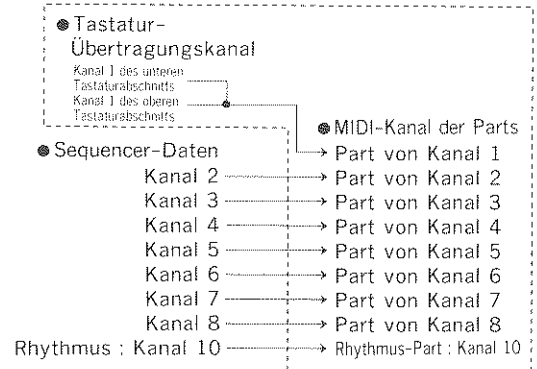 ●Tastatur-
Übertragungskanal
Kanal 1 des unteren
Tastaturabschnitts
Kanal 1 des oberen
Tastaturabschnitts
●MIDI-Kanal der Parts
Part von Kanal 1
●Sequencer-Daten
Kanal 2 → Part von Kanal 2
Kanal 3 → Part von Kanal 3
Kanal 4 → Part von Kanal 4
Kanal 5 → Part von Kanal 5
Kanal 6 → Part von Kanal 6
Kanal 7 → Part von Kanal 7
Kanal 8 → Part von Kanal 8
Rhythmus : Kanal 10 → Rhythmus-Part : Kanal 10